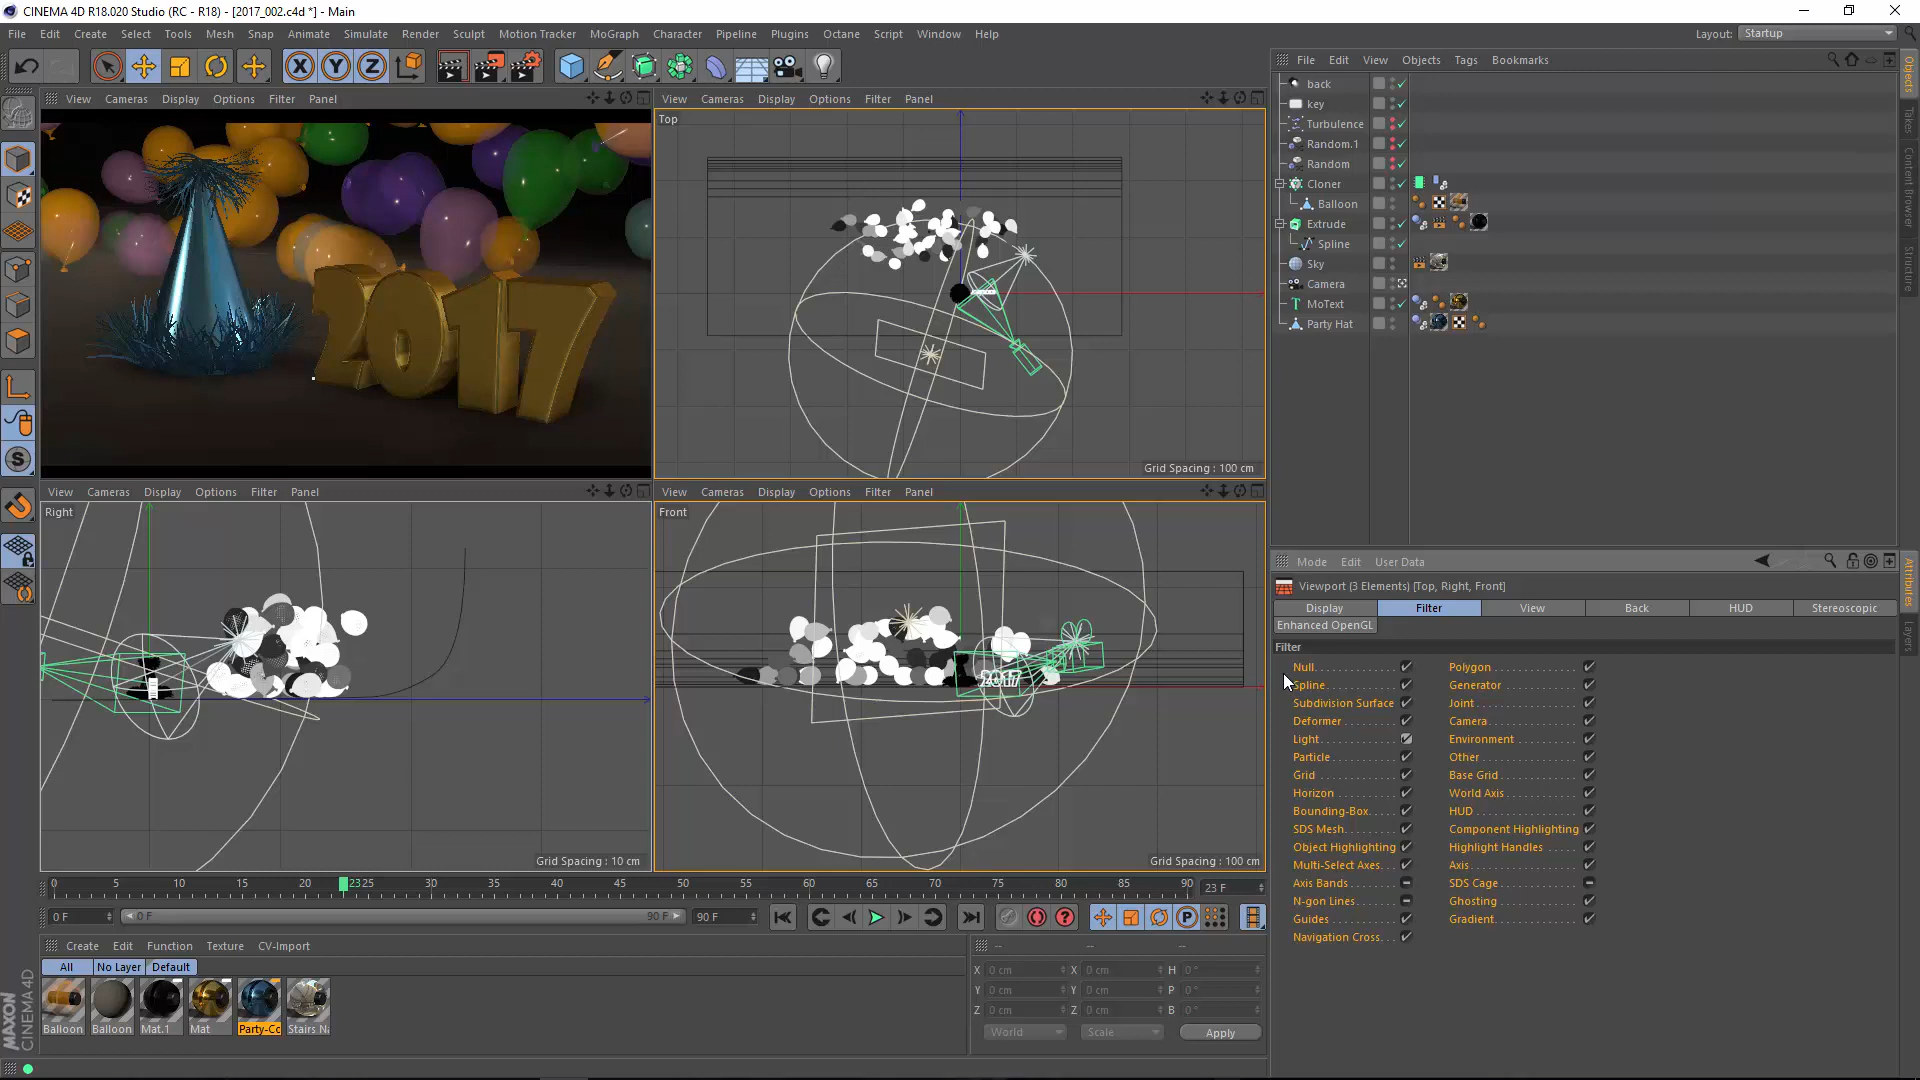 CINEMA 4D R18.020 Studio (RC - R18) - [2017_002.c4d *] - Main
File Edit Create Select Tools Mesh Snap Animate Simulate Render Sculpt Motion Tracker MoGraph Character Pipeline Plugins Octane Script Window Help Layout: Startup
File Edit View Objects Tags Bookmarks
View Cameras Display Options Filter Panel
View Cameras Display Options Filter Panel
Top
2017
Grid Spacing : 100 cm
back
key
Turbulence
Random.1
Random
Cloner
Balloon
Extrude
Spline
Sky
Camera
MoText
Party Hat
Objects
Takes
Content Browser
Structure
View Cameras Display Options Filter Panel
View Cameras Display Options Filter Panel
Right
Front
2017
Grid Spacing : 10 cm
Grid Spacing : 100 cm
Mode Edit User Data
Viewport (3 Elements) [Top, Right, Front]
Display Filter View Back HUD Stereoscopic
Enhanced OpenGL
Filter
Null Polygon
Spline Generator
Subdivision Surface Joint
Deformer Camera
Light Environment
Particle Other
Grid Base Grid
Horizon World Axis
Bounding-Box HUD
SDS Mesh Component Highlighting
Object Highlighting Highlight Handles
Multi-Select Axes Axis
Axis Bands SDS Cage
N-gon Lines Ghosting
Guides Gradient
Navigation Cross
Attributes
Layers
0 5 10 15 20 2325 30 35 40 45 50 55 60 65 70 75 80 85 90 23 F
0 F 0 F 90 F 90 F
Create Edit Function Texture CV-Import
All No Layer Default
Balloon Balloon Mat.1 Mat Party-Cc Stairs N
-- -- --
X 0 cm X 0 cm H 0 °
Y 0 cm Y 0 cm P 0 °
Z 0 cm Z 0 cm B 0 °
World Scale Apply
MAXON
CINEMA 4D